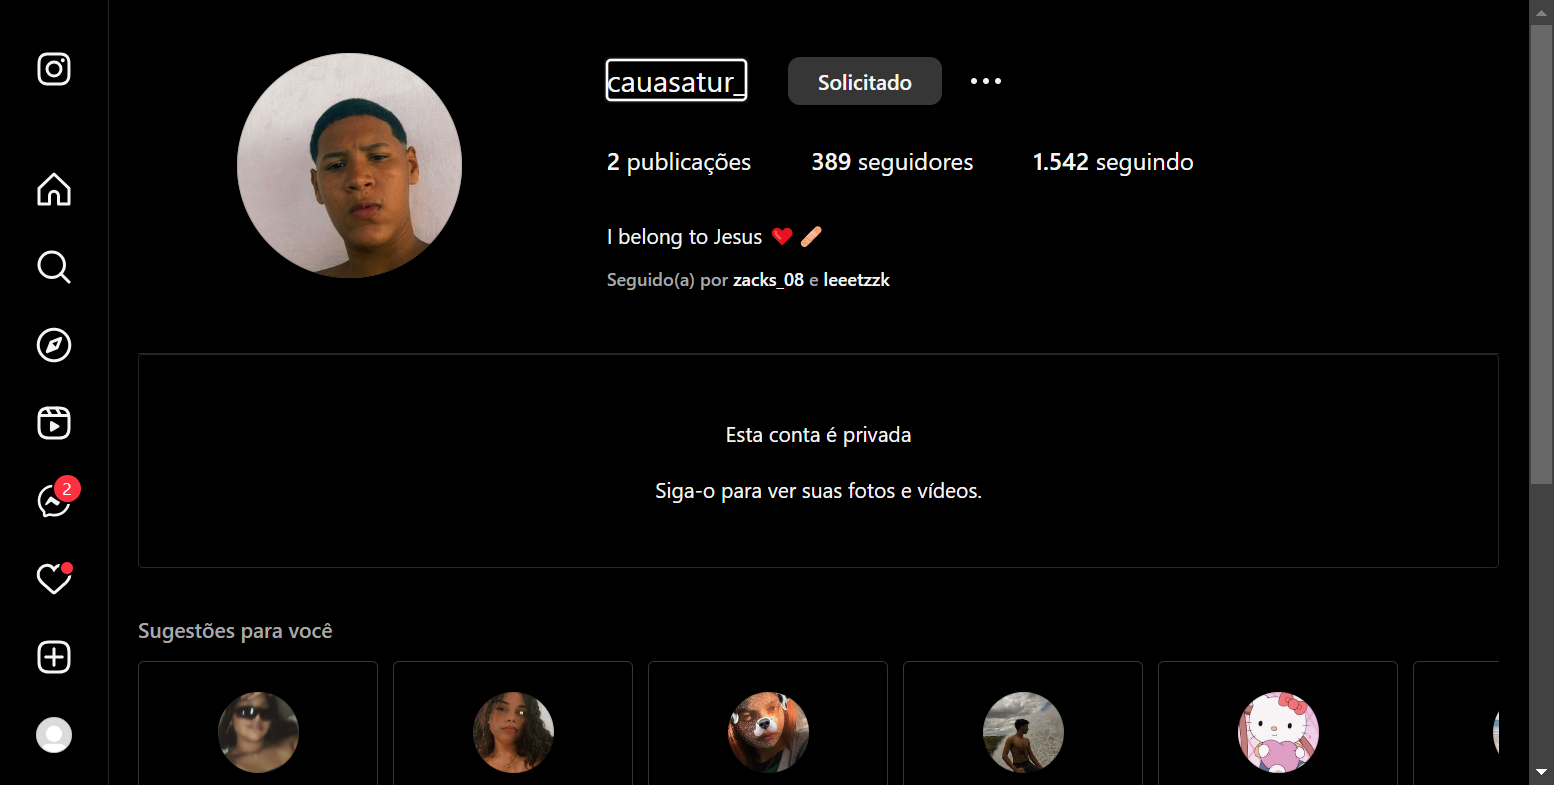 cauasatur_
Solicitado
2 publicações 389 seguidores 1.542 seguindo
I belong to Jesus ❤️🩹
Seguido(a) por zacks_08 e leeetzzk
Esta conta é privada
Siga-o para ver suas fotos e vídeos.
2
Sugestões para você